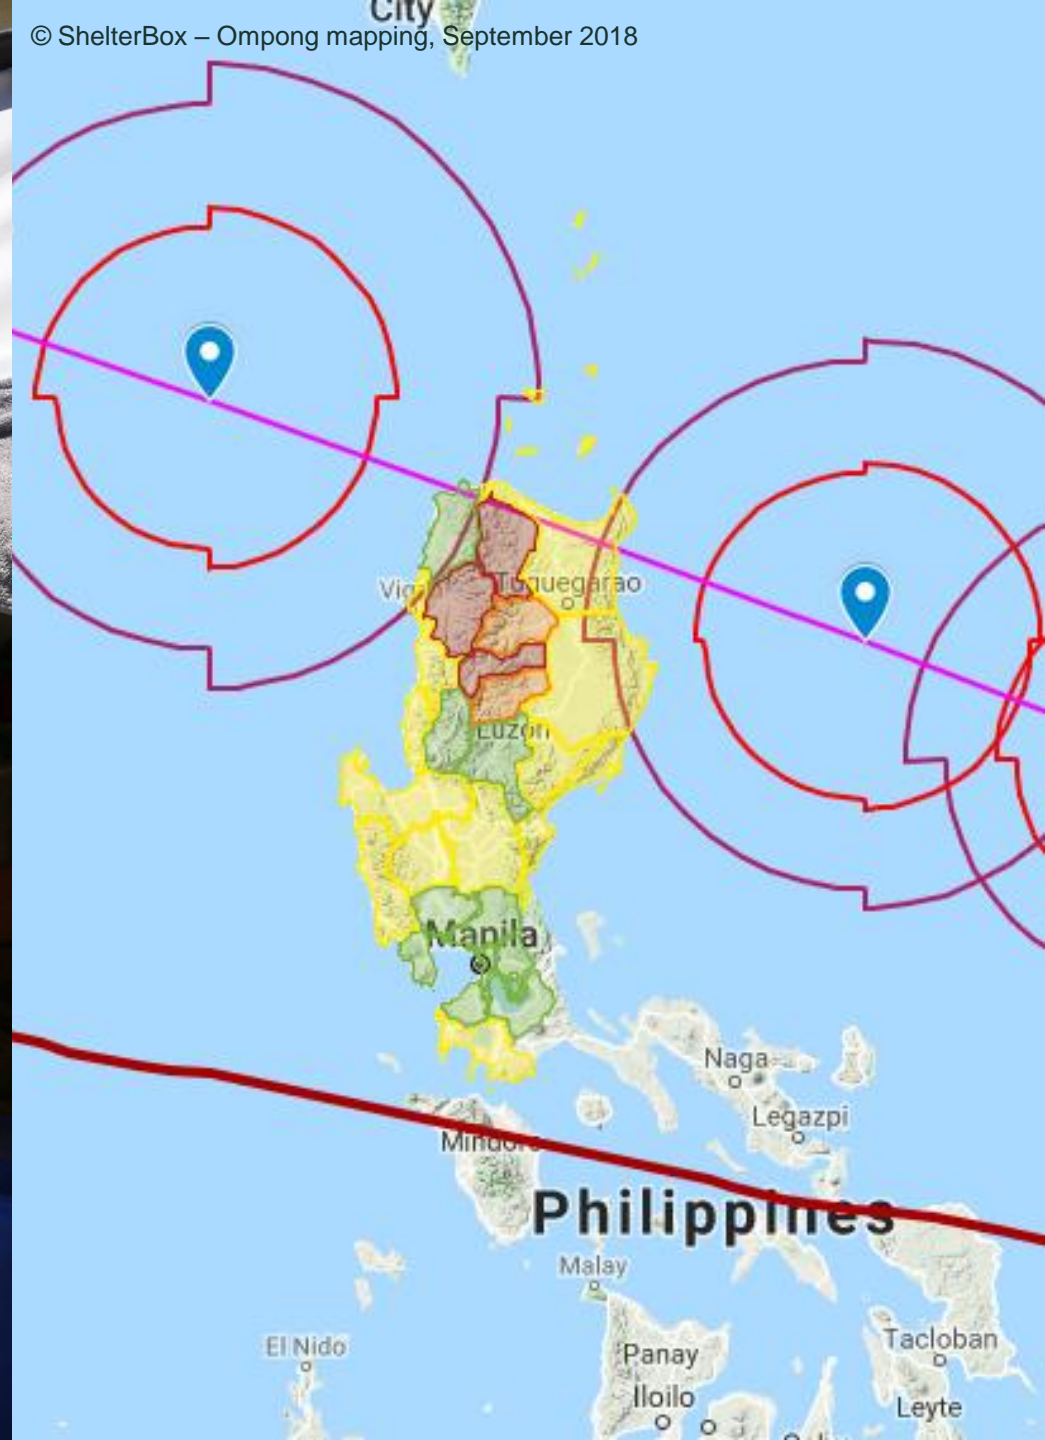 City
© ShelterBox – Ompong mapping, September 2018
Tuguegarao
Luzon
Manila
Naga
Legazpi
Mindoro
Philippines
Malay
El Nido
Tacloban
Panay
Iloilo
Leyte